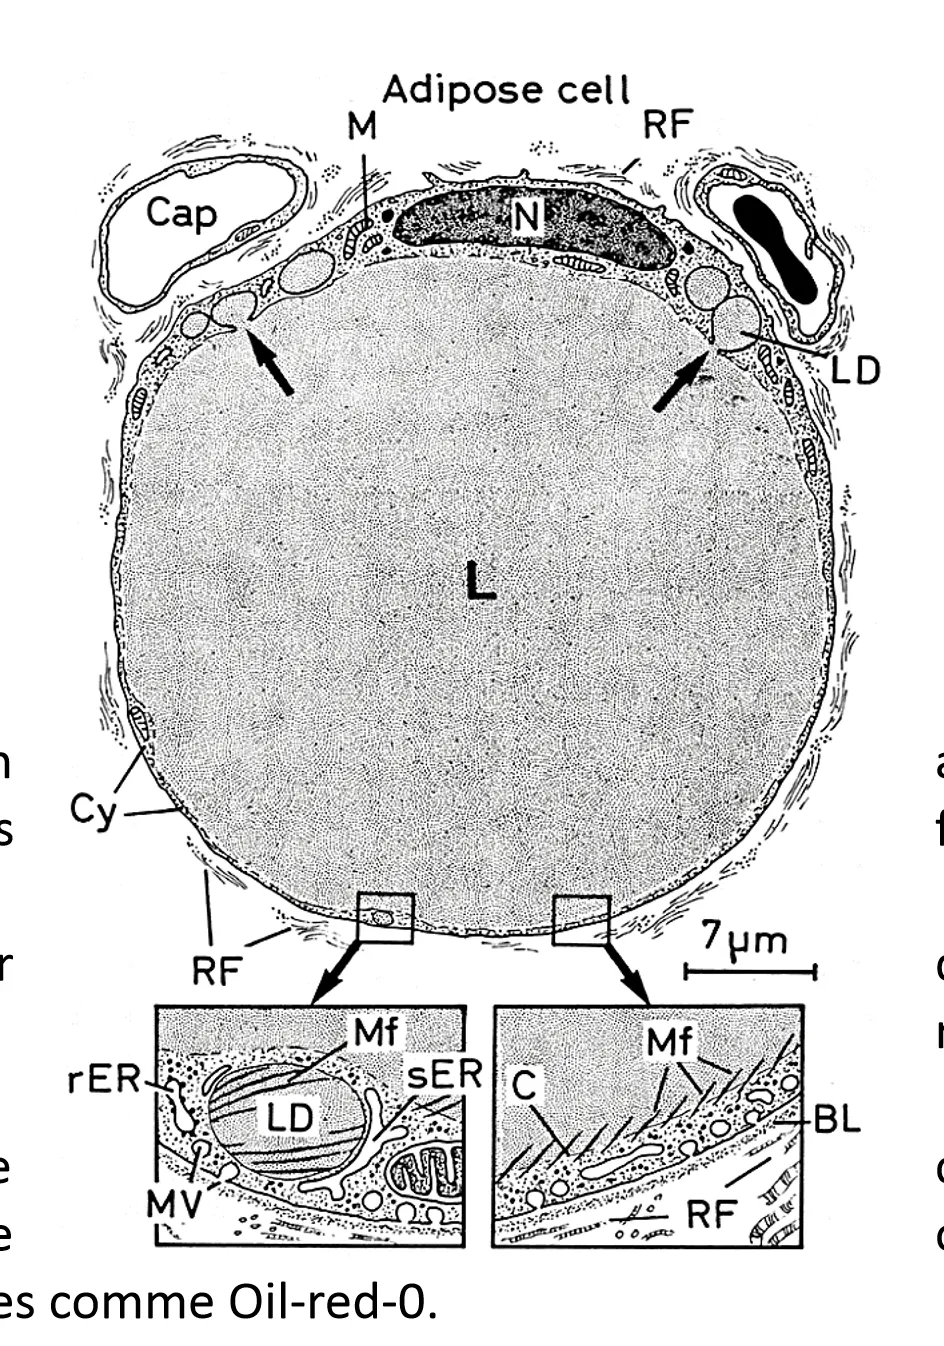 Adipose cell
M
RF
Cap
N
LD
L
n
a
Cy
s
f
7µm
r
RF
Mf
Mf
rER
sER
C
LD
BL
e
MV
RF
e
es comme Oil-red-0.